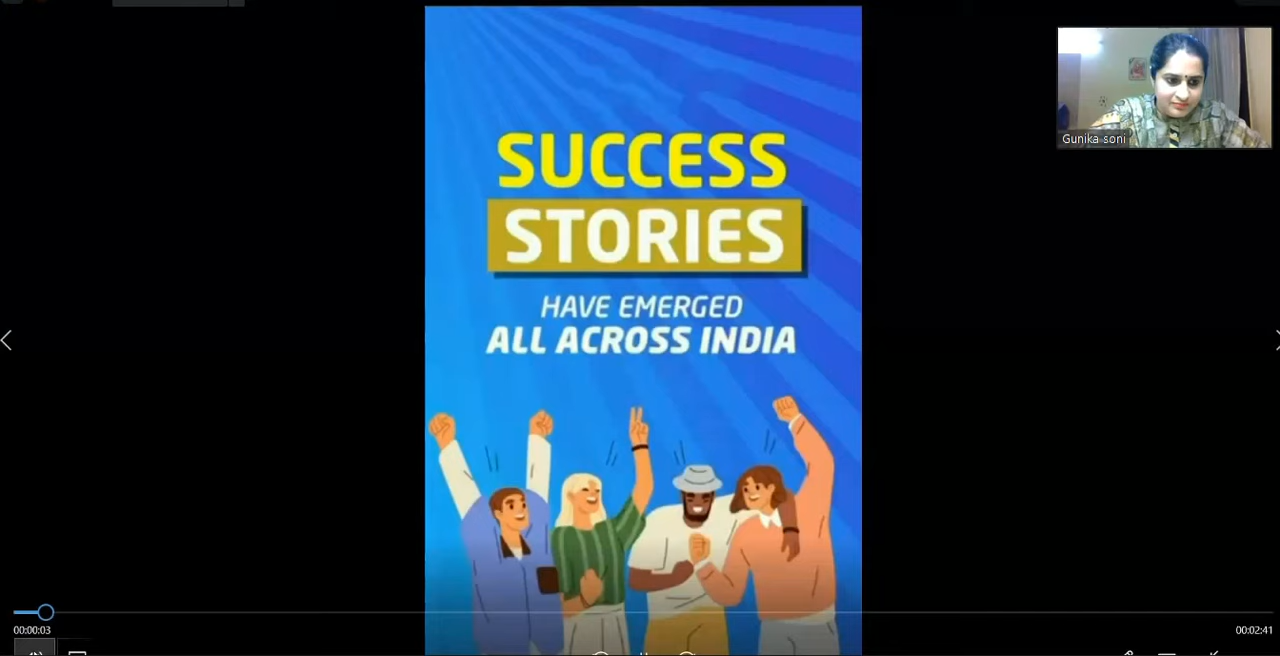 SUCCESS
STORIES
HAVE EMERGED
ALL ACROSS INDIA
Gunika soni
00:00:03
00:02:41